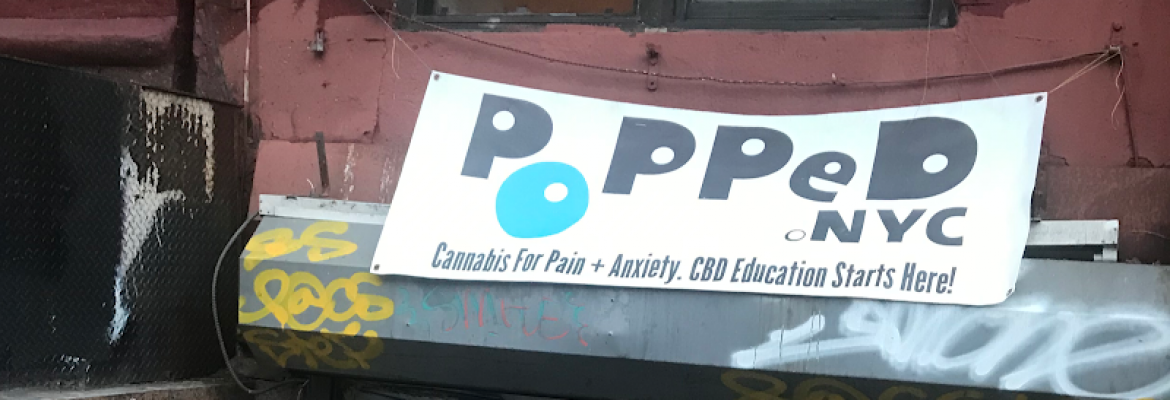 PoPPeD
.NYC
Cannabis For Pain + Anxiety. CBD Education Starts Here!